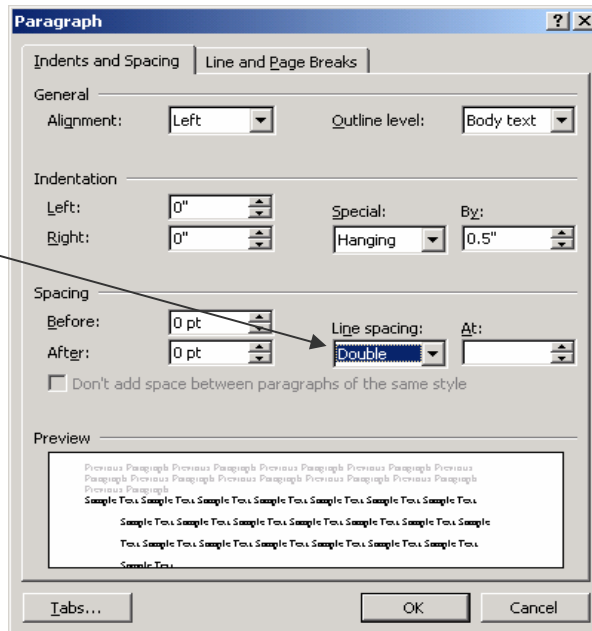 Paragraph
Indents and Spacing Line and Page Breaks
General
Alignment: Left Outline level: Body text
Indentation
Left: 0" Special: By:
Right: 0" Hanging 0.5"
Spacing
Before: 0 pt Line spacing: At:
After: 0 pt Double
Don't add space between paragraphs of the same style
Preview
Previous Paragraph Previous Paragraph Previous Paragraph Previous Paragraph Previous
Paragraph Previous Paragraph Previous Paragraph Previous Paragraph Previous Paragraph
Previous Paragraph
Sample Text Sample Text Sample Text Sample Text Sample Text Sample Text Sample Text
Sample Text Sample Text Sample Text Sample Text Sample Text Sample Text Sample
Text Sample Text Sample Text Sample Text Sample Text Sample Text Sample Text
Sample Text
Tabs... OK Cancel